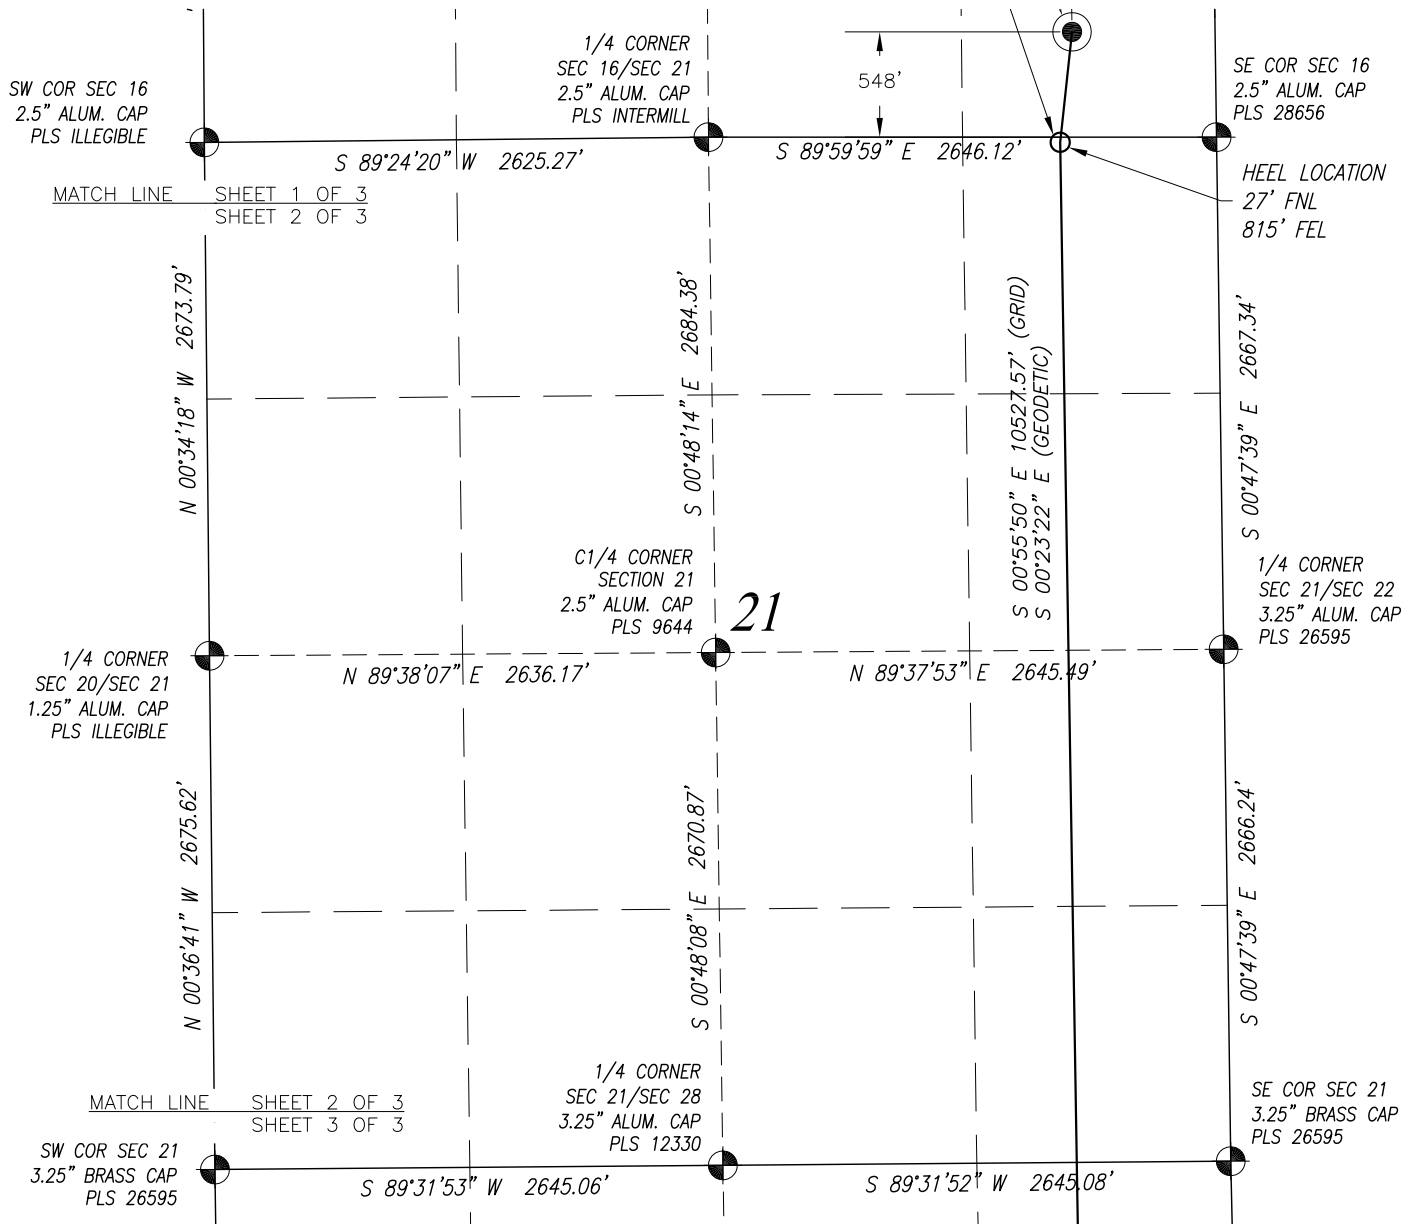 1/4 CORNER
SEC 16/SEC 21
2.5" ALUM. CAP
PLS INTERMILL
548'
SW COR SEC 16
2.5" ALUM. CAP
PLS ILLEGIBLE
SE COR SEC 16
2.5" ALUM. CAP
PLS 28656
S 89°24'20" W 2625.27'
S 89°59'59" E 2646.12'
HEEL LOCATION
27' FNL
815' FEL
MATCH LINE SHEET 1 OF 3
SHEET 2 OF 3
N 00°34'18" W 2673.79'
S 00°48'14" E 2684.38'
S 00°55'50" E 10527.57' (GRID)
S 00°23'22" E (GEODETIC)
S 00°47'39" E 2667.34'
C1/4 CORNER
SECTION 21
2.5" ALUM. CAP
PLS 9644
21
1/4 CORNER
SEC 21/SEC 22
3.25" ALUM. CAP
PLS 26595
1/4 CORNER
SEC 20/SEC 21
1.25" ALUM. CAP
PLS ILLEGIBLE
N 89°38'07" E 2636.17'
N 89°37'53" E 2645.49'
N 00°36'41" W 2675.62'
S 00°48'08" E 2670.87'
S 00°47'39" E 2666.24'
1/4 CORNER
SEC 21/SEC 28
3.25" ALUM. CAP
PLS 12330
MATCH LINE SHEET 2 OF 3
SHEET 3 OF 3
SE COR SEC 21
3.25" BRASS CAP
PLS 26595
SW COR SEC 21
3.25" BRASS CAP
PLS 26595
S 89°31'53" W 2645.06'
S 89°31'52" W 2645.08'